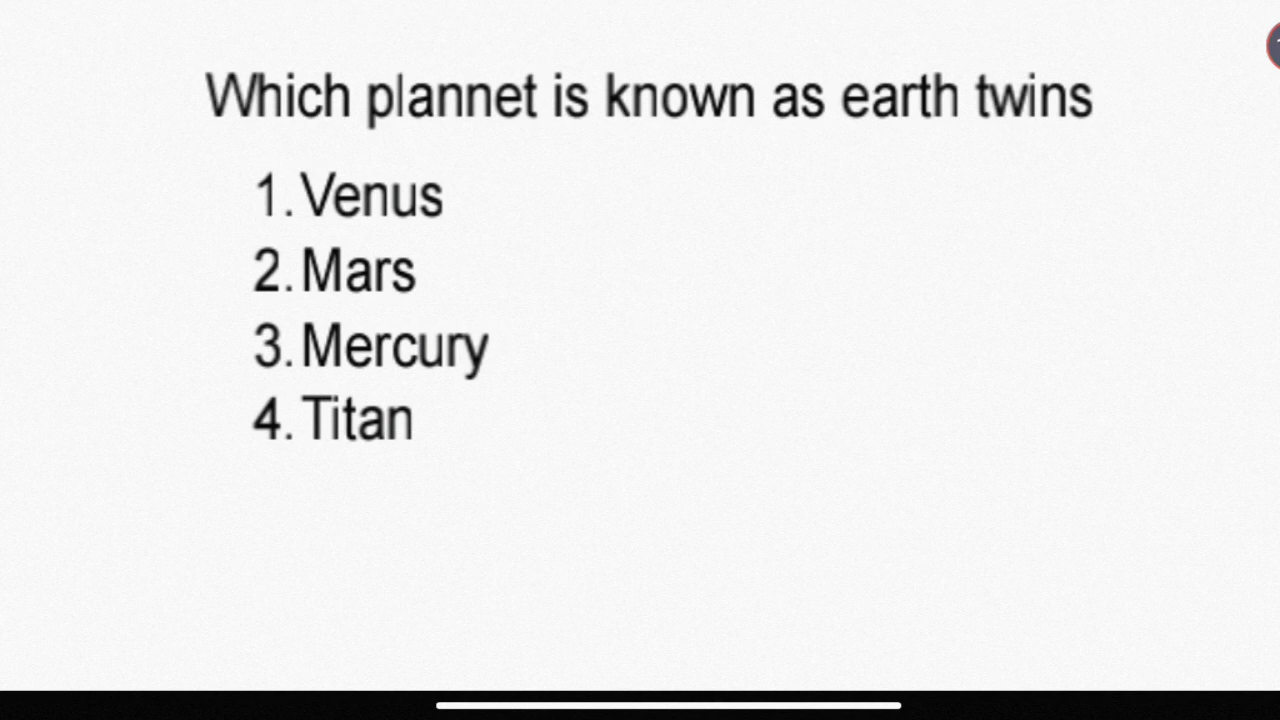 Which plannet is known as earth twins
1. Venus
2. Mars
3. Mercury
4. Titan